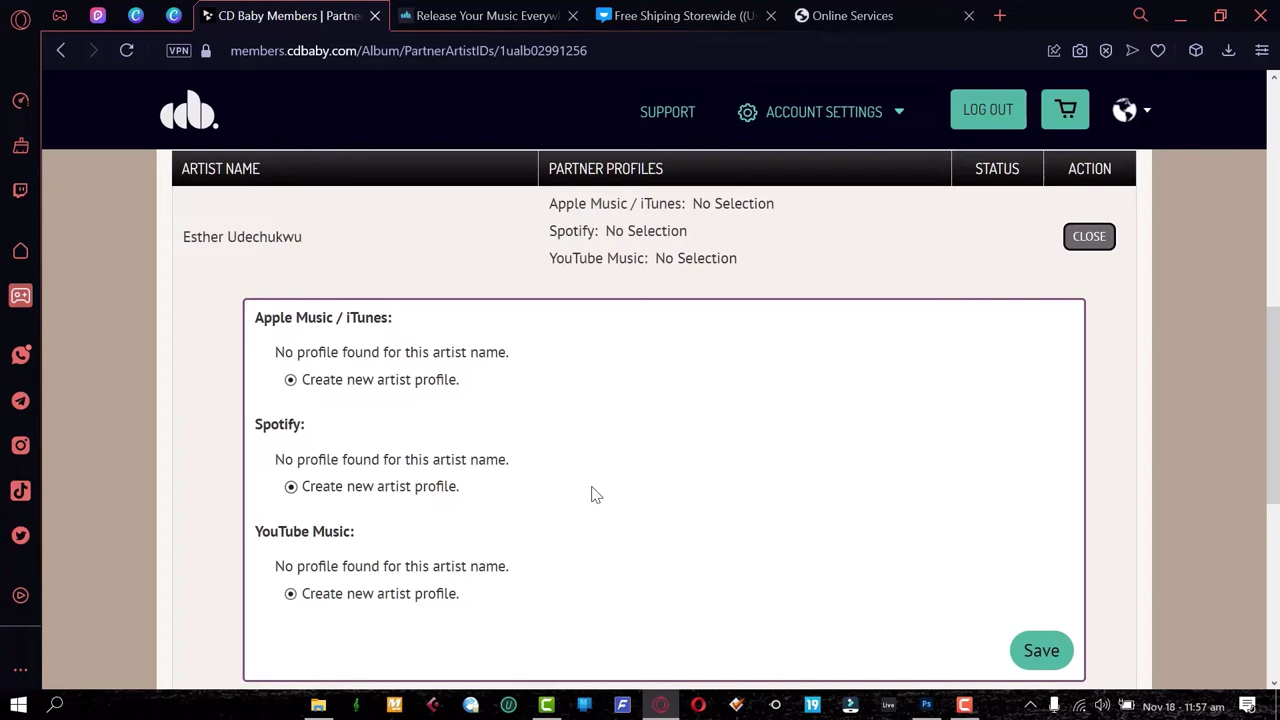 CD Baby Members | Partne
Release Your Music Everyw
Free Shiping Storewide ((U
Online Services
VPN
members.cdbaby.com/Album/PartnerArtistIDs/1ualb02991256
cdb.
SUPPORT
ACCOUNT SETTINGS
LOG OUT
ARTIST NAME
PARTNER PROFILES
STATUS
ACTION
Apple Music / iTunes: No Selection
Esther Udechukwu
Spotify: No Selection
CLOSE
YouTube Music: No Selection
Apple Music / iTunes:
No profile found for this artist name.
Create new artist profile.
Spotify:
No profile found for this artist name.
Create new artist profile.
YouTube Music:
No profile found for this artist name.
Create new artist profile.
Save
Live
Ps
Nov 18 - 11:57 am